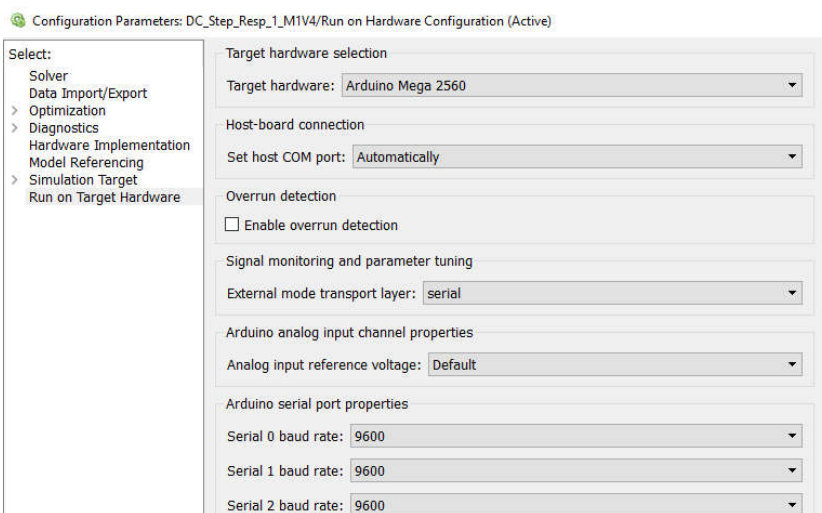 Configuration Parameters: DC_Step_Resp_1_M1V4/Run on Hardware Configuration (Active)
Select:
Solver
Data Import/Export
Optimization
Diagnostics
Hardware Implementation
Model Referencing
Simulation Target
Run on Target Hardware
Target hardware selection
Target hardware: Arduino Mega 2560
Host-board connection
Set host COM port: Automatically
Overrun detection
Enable overrun detection
Signal monitoring and parameter tuning
External mode transport layer: serial
Arduino analog input channel properties
Analog input reference voltage: Default
Arduino serial port properties
Serial 0 baud rate: 9600
Serial 1 baud rate: 9600
Serial 2 baud rate: 9600